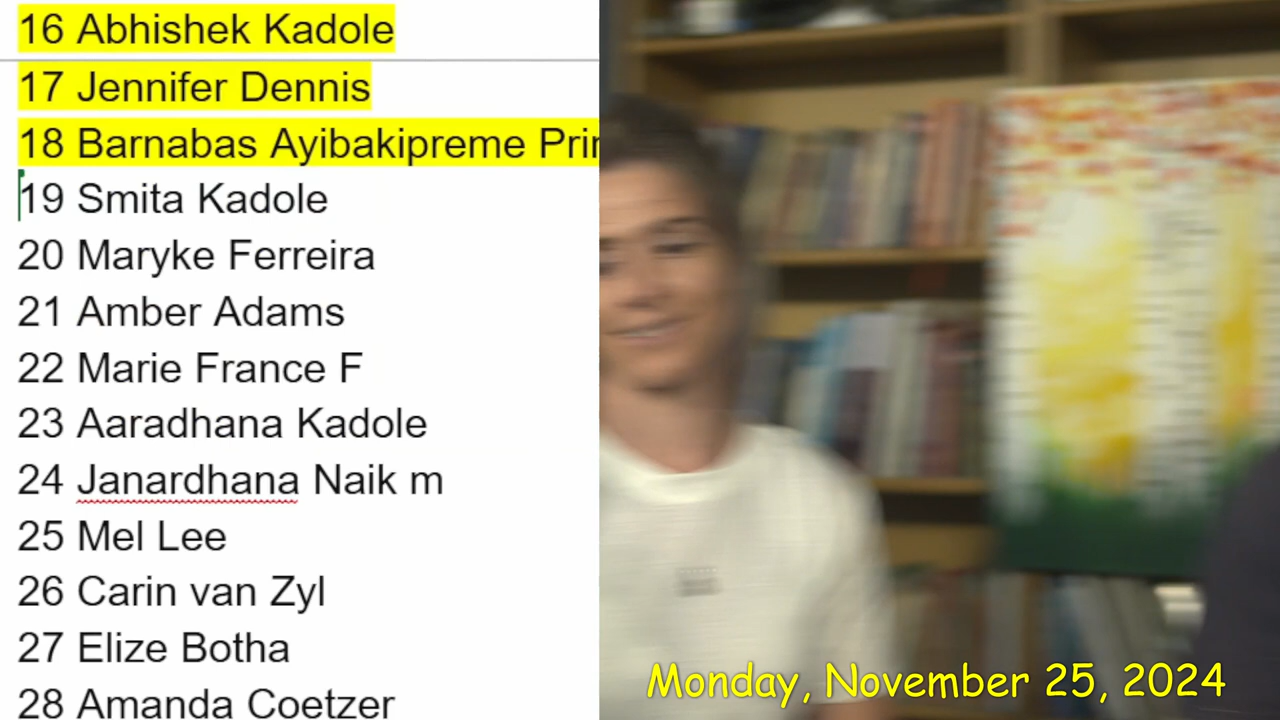 16 Abhishek Kadole
17 Jennifer Dennis
18 Barnabas Ayibakipreme
19 Smita Kadole
20 Maryke Ferreira
21 Amber Adams
22 Marie France F
23 Aaradhana Kadole
24 Janardhana Naik m
25 Mel Lee
26 Carin van Zyl
27 Elize Botha
28 Amanda Coetzer
Monday, November 25, 2024